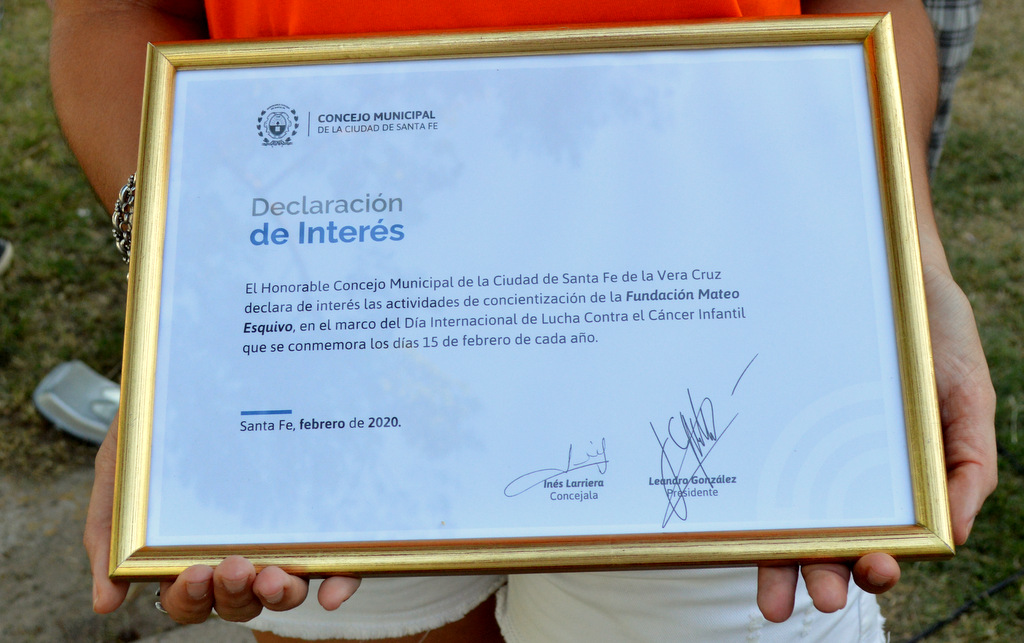 CONCEJO MUNICIPAL
DE LA CIUDAD DE SANTA FE
Declaración
de Interés
El Honorable Concejo Municipal de la Ciudad de Santa Fe de la Vera Cruz
declara de interés las actividades de concientización de la Fundación Mateo
Esquivo, en el marco del Día Internacional de Lucha Contra el Cáncer Infantil
que se conmemora los días 15 de febrero de cada año.
Santa Fe, febrero de 2020.
Inés Larriera
Concejala
Leandro González
Presidente